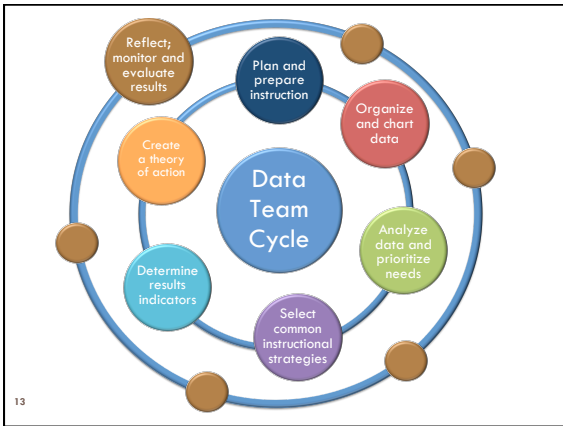 Reflect;
monitor and
evaluate
results
Plan and
prepare
instruction
Organize
and chart
data
Create
a theory
of action
Data
Team
Cycle
Analyze
data and
prioritize
needs
Determine
results
indicators
Select
common
instructional
strategies
13